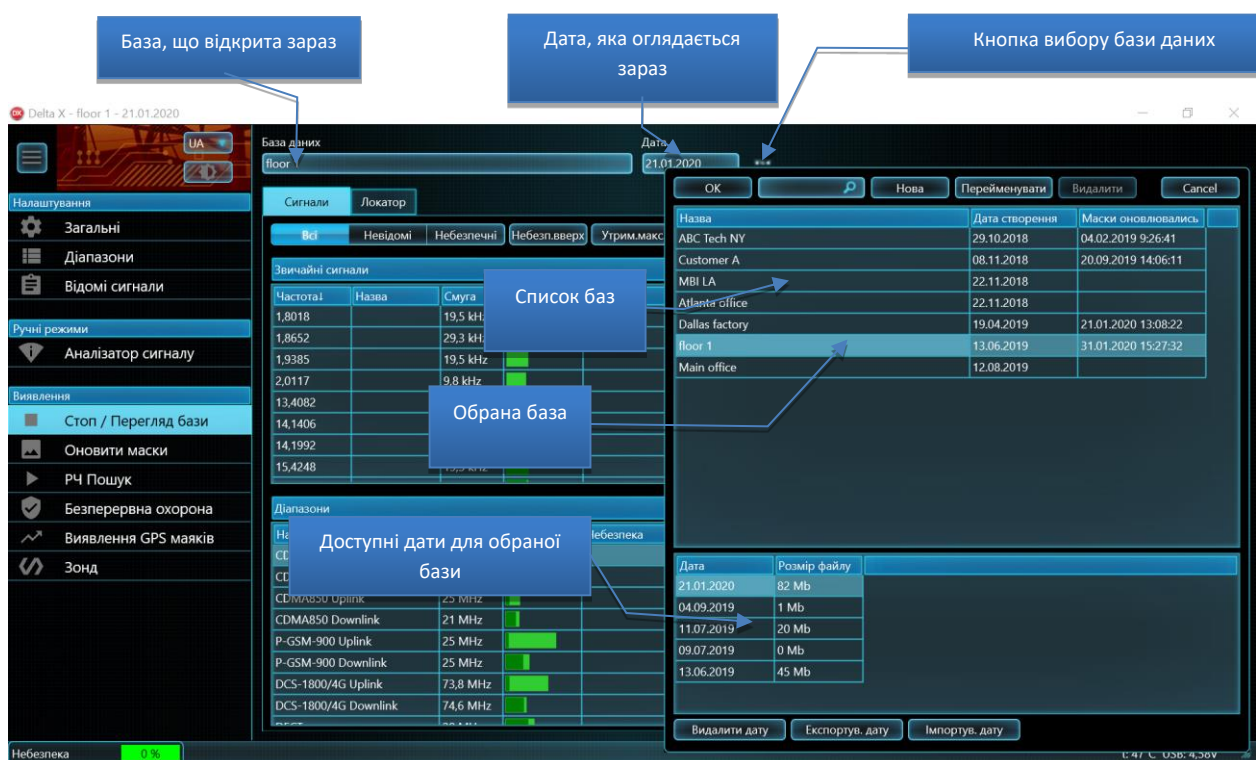 База, що відкрита зараз
Дата, яка оглядається
зараз
Кнопка вибору бази даних
Delta X - floor 1 - 21.01.2020
UA
База даних
Дата
floor 1
21.01.2020
Сигнали
Локатор
Всі
Невідомі
Небезпечні
Небезп.вверх
Утрим.макс
Звичайні сигнали
Частота↓
Назва
Смуга
1,8018
19,5 kHz
1,8652
29,3 kHz
1,9385
19,5 kHz
2,0117
9,8 kHz
13,4082
14,1406
14,1992
15,4248
Діапазони
Небезпека
CDMA850 Uplink
25 MHz
CDMA850 Downlink
21 MHz
P-GSM-900 Uplink
25 MHz
P-GSM-900 Downlink
25 MHz
DCS-1800/4G Uplink
73,8 MHz
DCS-1800/4G Downlink
74,6 MHz
Налаштування
Загальні
Діапазони
Відомі сигнали
Ручні режими
Аналізатор сигналу
Виявлення
Стоп / Перегляд бази
Оновити маски
РЧ Пошук
Безперервна охорона
Виявлення GPS маяків
Зонд
OK
Нова
Перейменувати
Видалити
Cancel
Назва
Дата створення
Маски оновлювались
ABC Tech NY
29.10.2018
04.02.2019 9:26:41
Customer A
08.11.2018
20.09.2019 14:06:11
MBI LA
22.11.2018
Atlanta office
22.11.2018
Dallas factory
19.04.2019
21.01.2020 13:08:22
floor 1
13.06.2019
31.01.2020 15:27:32
Main office
12.08.2019
Список баз
Обрана база
Доступні дати для обраної
бази
Дата
Розмір файлу
21.01.2020
82 Mb
04.09.2019
1 Mb
11.07.2019
20 Mb
09.07.2019
0 Mb
13.06.2019
45 Mb
Видалити дату
Експортув. дату
Імпортув. дату
Небезпека
0 %
t: 47 C USB: 4,58V